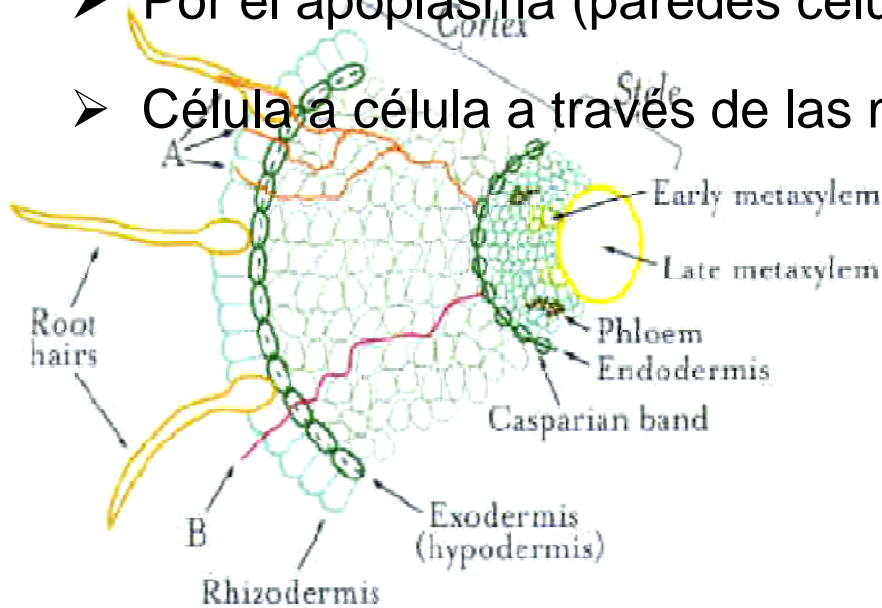 ➢ Por el apoplasma (paredes célu
Cortex
➢ Célula a célula a través de las
Stele
A
Early metaxylem
Late metaxylem
Root
hairs
Phloem
Endodermis
Casparian band
B
Exodermis
(hypodermis)
Rhizodermis